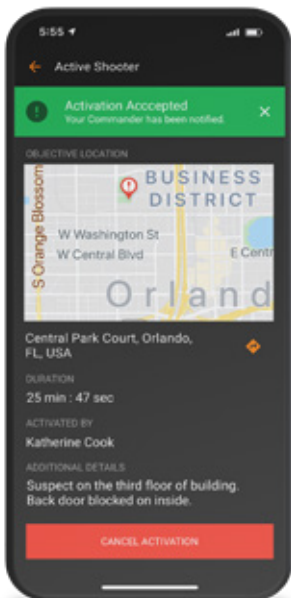 5:55
Active Shooter
Activation Acccepted
Your Commander has been notified.
OBJECTIVE LOCATION
S Orange Blossom
BUSINESS
DISTRICT
W Washington St
W Central Blvd
E Centr
Orland
Central Park Court, Orlando,
FL, USA
DURATION
25 min : 47 sec
ACTIVATED BY
Katherine Cook
ADDITIONAL DETAILS
Suspect on the third floor of building.
Back door blocked on inside.
CANCEL ACTIVATION